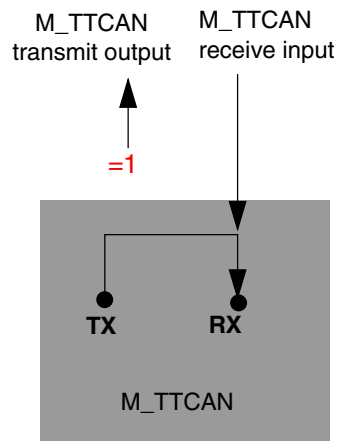 M_TTCAN
transmit output
M_TTCAN
receive input
=1
TX
RX
M_TTCAN